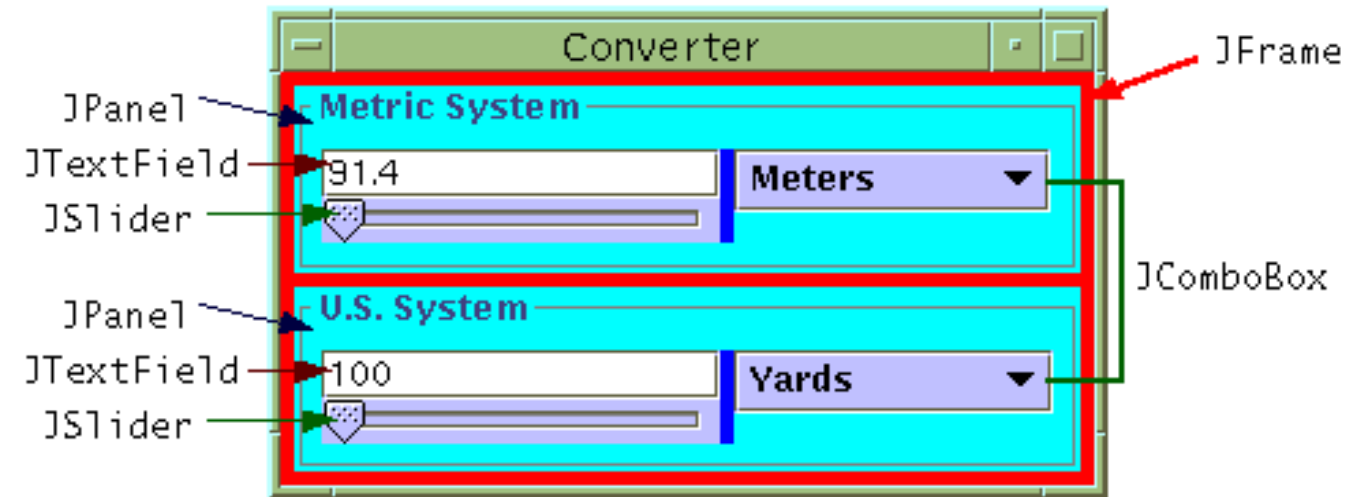 Converter
JFrame
JPanel
Metric System
JTextField
91.4
Meters
JSlider
JComboBox
JPanel
U.S. System
JTextField
100
Yards
JSlider